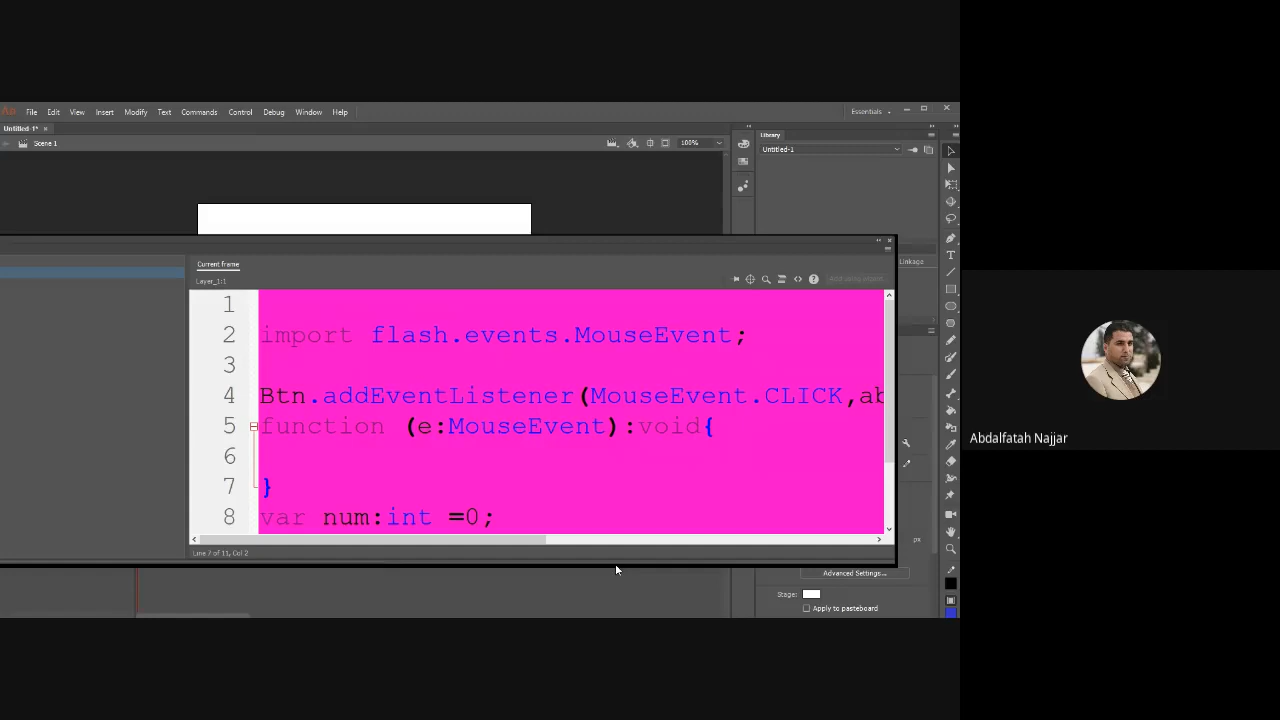 An File Edit View Insert Modify Text Commands Control Debug Window Help Essentials
Untitled-1* ×
Scene 1 100%
Library
Untitled-1
Linkage
Current frame
Layer_1:1
1
2 import flash.events.MouseEvent;
3
4 Btn.addEventListener(MouseEvent.CLICK,ab
5 function (e:MouseEvent):void{
6
7 }
8 var num:int =0;
Line 7 of 11, Col 2
px
Advanced Settings...
Stage:
Apply to pasteboard
Abdalfatah Najjar